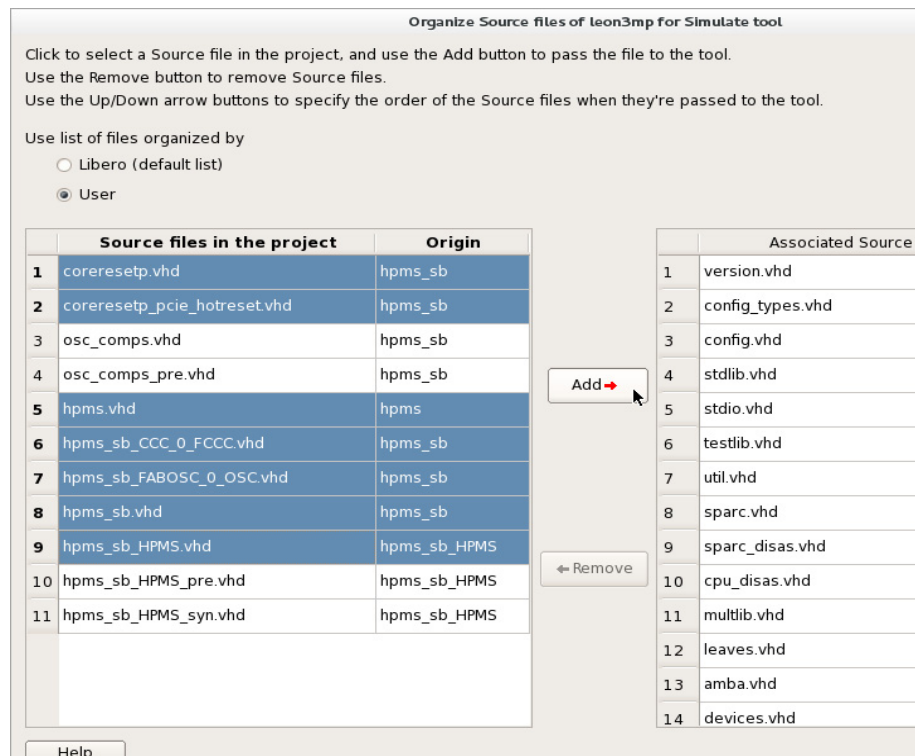 Organize Source files of leon3mp for Simulate tool
Click to select a Source file in the project, and use the Add button to pass the file to the tool.
Use the Remove button to remove Source files.
Use the Up/Down arrow buttons to specify the order of the Source files when they're passed to the tool.
Use list of files organized by
Libero (default list)
User
Source files in the project Origin
1 coreresetp.vhd hpms_sb
2 coreresetp_pcie_hotreset.vhd hpms_sb
3 osc_comps.vhd hpms_sb
4 osc_comps_pre.vhd hpms_sb
5 hpms.vhd hpms
6 hpms_sb_CCC_0_FCCC.vhd hpms_sb
7 hpms_sb_FABOSC_0_OSC.vhd hpms_sb
8 hpms_sb.vhd hpms_sb
9 hpms_sb_HPMS.vhd hpms_sb_HPMS
10 hpms_sb_HPMS_pre.vhd hpms_sb_HPMS
11 hpms_sb_HPMS_syn.vhd hpms_sb_HPMS
Add
Remove
Associated Source
1 version.vhd
2 config_types.vhd
3 config.vhd
4 stdlib.vhd
5 stdio.vhd
6 testlib.vhd
7 util.vhd
8 sparc.vhd
9 sparc_disas.vhd
10 cpu_disas.vhd
11 multlib.vhd
12 leaves.vhd
13 amba.vhd
14 devices.vhd
Help